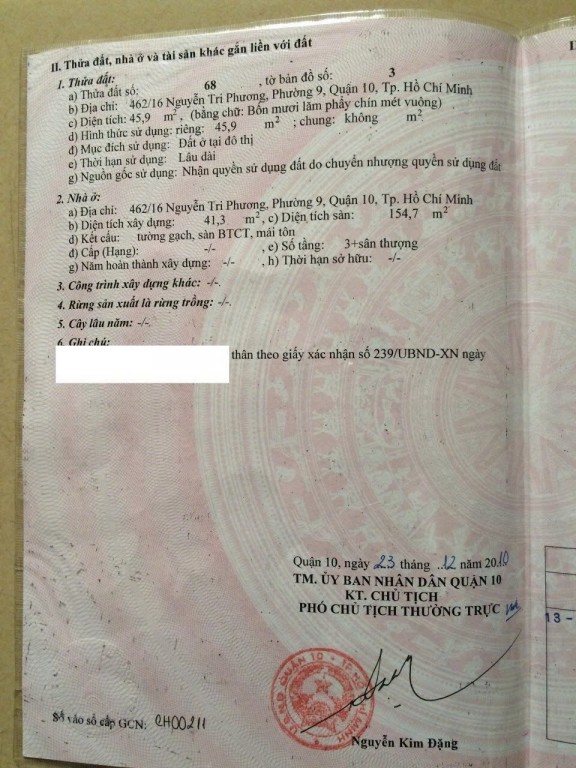 II. Thửa đất, nhà ở và tài sản khác gắn liền với đất
1. Thửa đất:
a) Thửa đất số: 68 , tờ bản đồ số: 3
b) Địa chỉ: 462/16 Nguyễn Tri Phương, Phường 9, Quận 10, Tp. Hồ Chí Minh
c) Diện tích: 45,9 m², (bằng chữ: Bốn mươi lăm phẩy chín mét vuông)
d) Hình thức sử dụng: riêng: 45,9 m² ; chung: không m²
đ) Mục đích sử dụng: Đất ở tại đô thị
e) Thời hạn sử dụng: Lâu dài
g) Nguồn gốc sử dụng: Nhận quyền sử dụng đất do chuyển nhượng quyền sử dụng đất
2. Nhà ở:
a) Địa chỉ: 462/16 Nguyễn Tri Phương, Phường 9, Quận 10, Tp. Hồ Chí Minh
b) Diện tích xây dựng: 41,3 m², c) Diện tích sàn: 154,7 m²
d) Kết cấu: tường gạch, sàn BTCT, mái tôn
đ) Cấp (Hạng): -/- , e) Số tầng: 3+sân thượng
g) Năm hoàn thành xây dựng: -/- , h) Thời hạn sở hữu: -/-
3. Công trình xây dựng khác: -/-
4. Rừng sản xuất là rừng trồng: -/-.
5. Cây lâu năm: -/-.
6. Ghi chú:
thân theo giấy xác nhận số 239/UBND-XN ngày
Quận 10, ngày 23 tháng .12 năm 2010
TM. ỦY BAN NHÂN DÂN QUẬN 10
KT. CHỦ TỊCH
PHÓ CHỦ TỊCH THƯỜNG TRỰC
13 -
Số vào sổ cấp GCN: CH00211
Nguyễn Kim Đặng